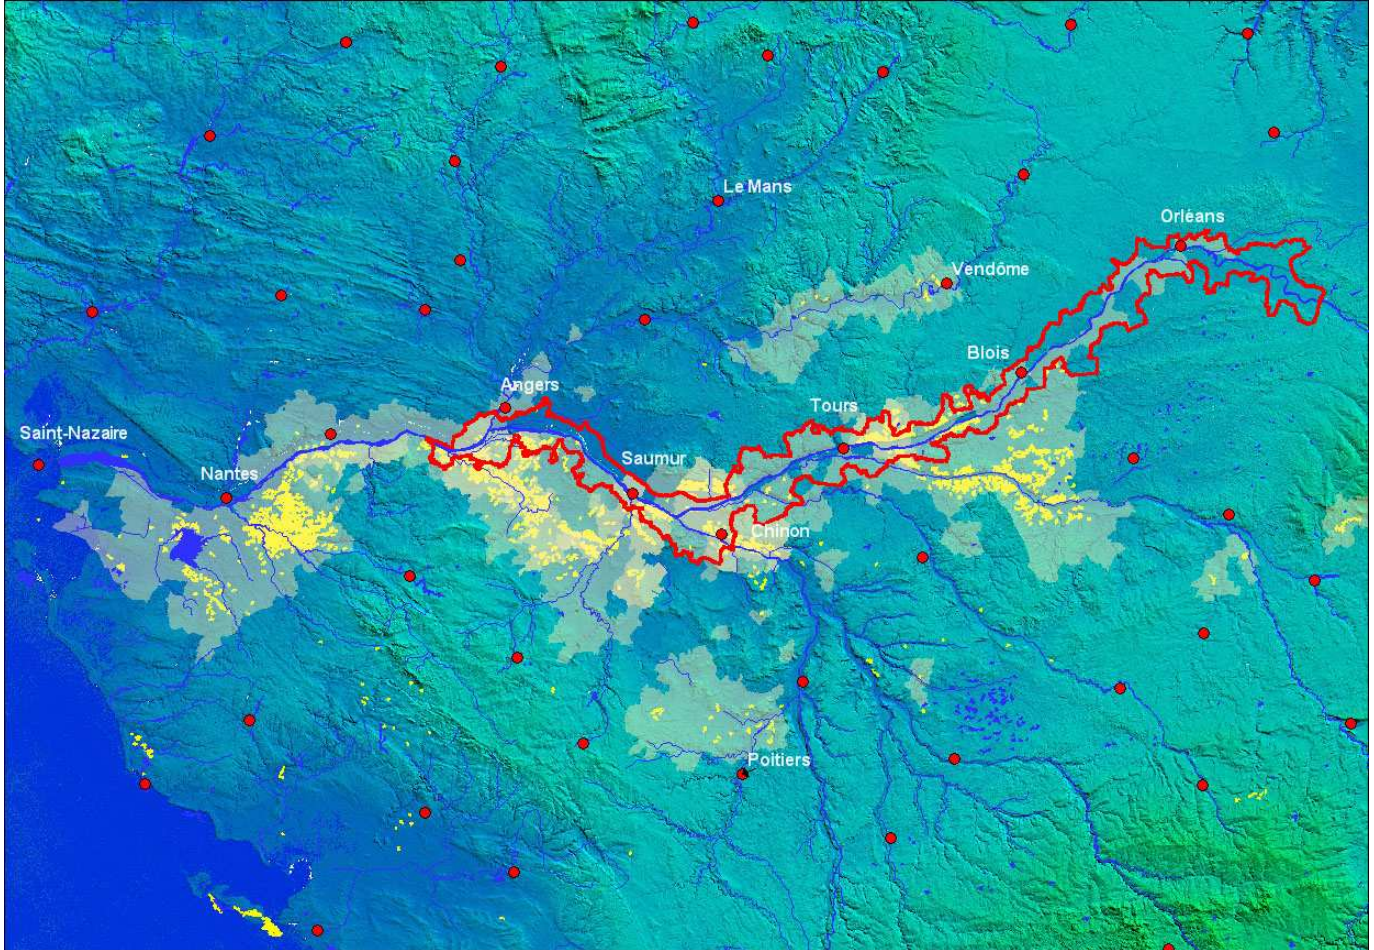 Le Mans
Orléans
Vendôme
Blois
Angers
Tours
Saint-Nazaire
Saumur
Nantes
Chinon
Poitiers